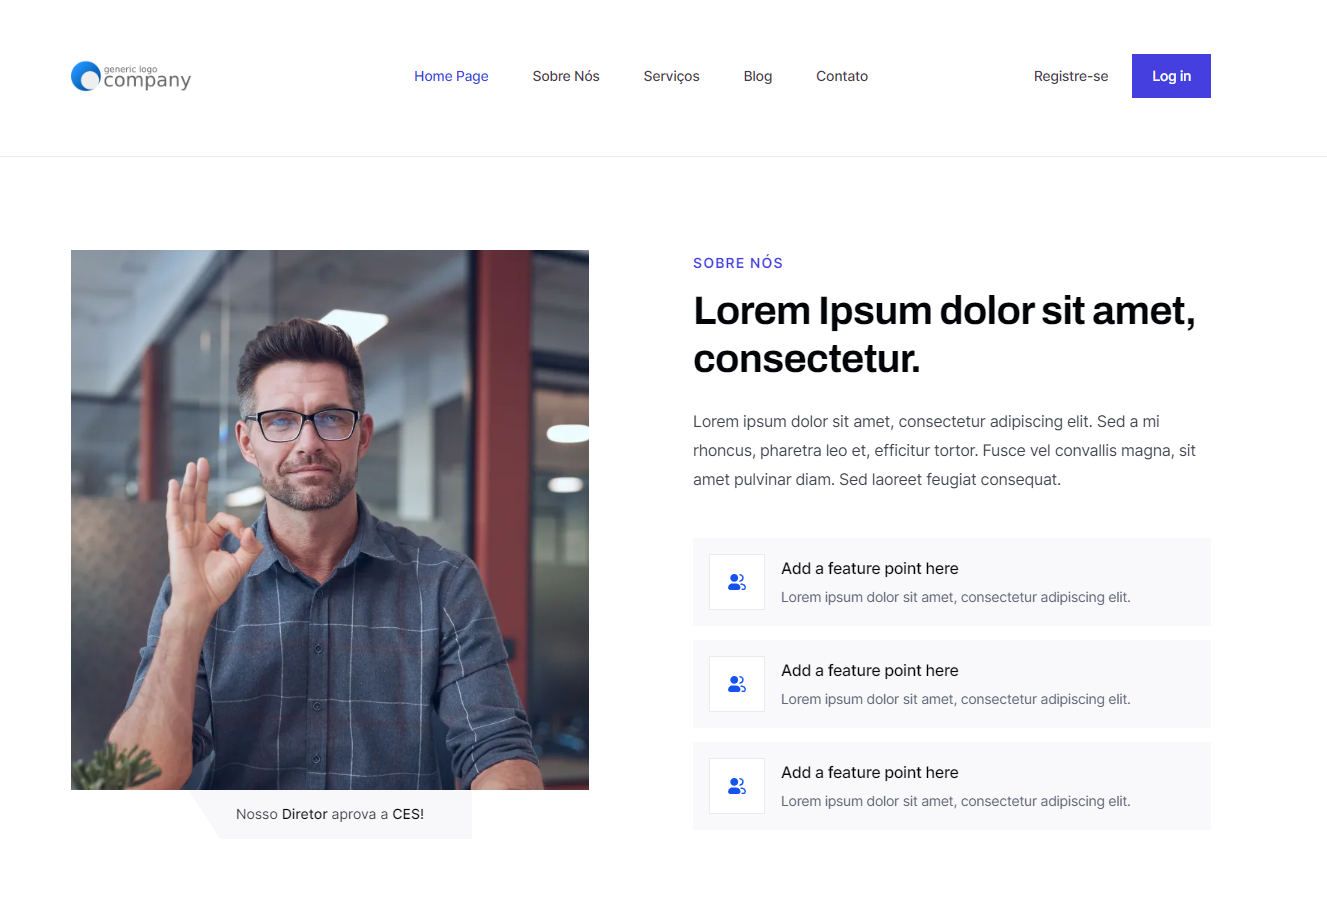 generic logo
company
Home Page
Sobre Nós
Serviços
Blog
Contato
Registre-se
Log in
SOBRE NÓS
Lorem Ipsum dolor sit amet,
consectetur.
Lorem ipsum dolor sit amet, consectetur adipiscing elit. Sed a mi
rhoncus, pharetra leo et, efficitur tortor. Fusce vel convallis magna, sit
amet pulvinar diam. Sed laoreet feugiat consequat.
Add a feature point here
Lorem ipsum dolor sit amet, consectetur adipiscing elit.
Add a feature point here
Lorem ipsum dolor sit amet, consectetur adipiscing elit.
Add a feature point here
Lorem ipsum dolor sit amet, consectetur adipiscing elit.
Nosso Diretor aprova a CES!